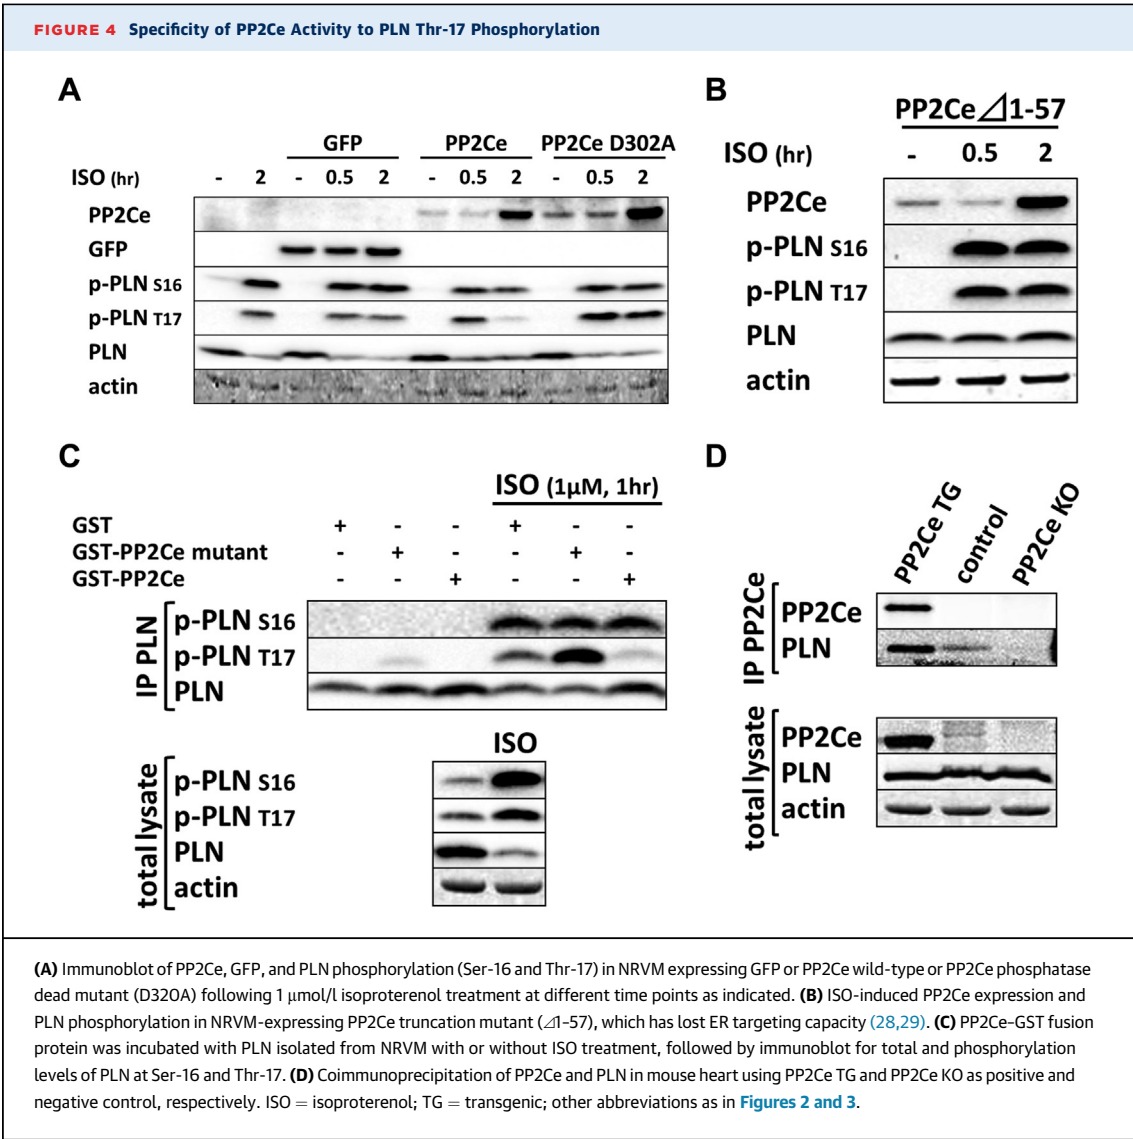 FIGURE 4 Specificity of PP2Ce Activity to PLN Thr-17 Phosphorylation
A
GFP PP2Ce PP2Ce D302A
ISO (hr) - 2 - 0.5 2 - 0.5 2 - 0.5 2
PP2Ce
GFP
p-PLN S16
p-PLN T17
PLN
actin
B
PP2Ce⊿1-57
ISO (hr) - 0.5 2
PP2Ce
p-PLN S16
p-PLN T17
PLN
actin
C
ISO (1μM, 1hr)
GST + - - + - -
GST-PP2Ce mutant - + - - + -
GST-PP2Ce - - + - - +
IP PLN
p-PLN S16
p-PLN T17
PLN
ISO
total lysate
p-PLN S16
p-PLN T17
PLN
actin
D
PP2Ce TG control PP2Ce KO
IP PP2Ce
PP2Ce
PLN
total lysate
PP2Ce
PLN
actin
(A) Immunoblot of PP2Ce, GFP, and PLN phosphorylation (Ser-16 and Thr-17) in NRVM expressing GFP or PP2Ce wild-type or PP2Ce phosphatase
dead mutant (D320A) following 1 μmol/l isoproterenol treatment at different time points as indicated. (B) ISO-induced PP2Ce expression and
PLN phosphorylation in NRVM-expressing PP2Ce truncation mutant (⊿1-57), which has lost ER targeting capacity (28,29). (C) PP2Ce-GST fusion
protein was incubated with PLN isolated from NRVM with or without ISO treatment, followed by immunoblot for total and phosphorylation
levels of PLN at Ser-16 and Thr-17. (D) Coimmunoprecipitation of PP2Ce and PLN in mouse heart using PP2Ce TG and PP2Ce KO as positive and
negative control, respectively. ISO = isoproterenol; TG = transgenic; other abbreviations as in Figures 2 and 3.